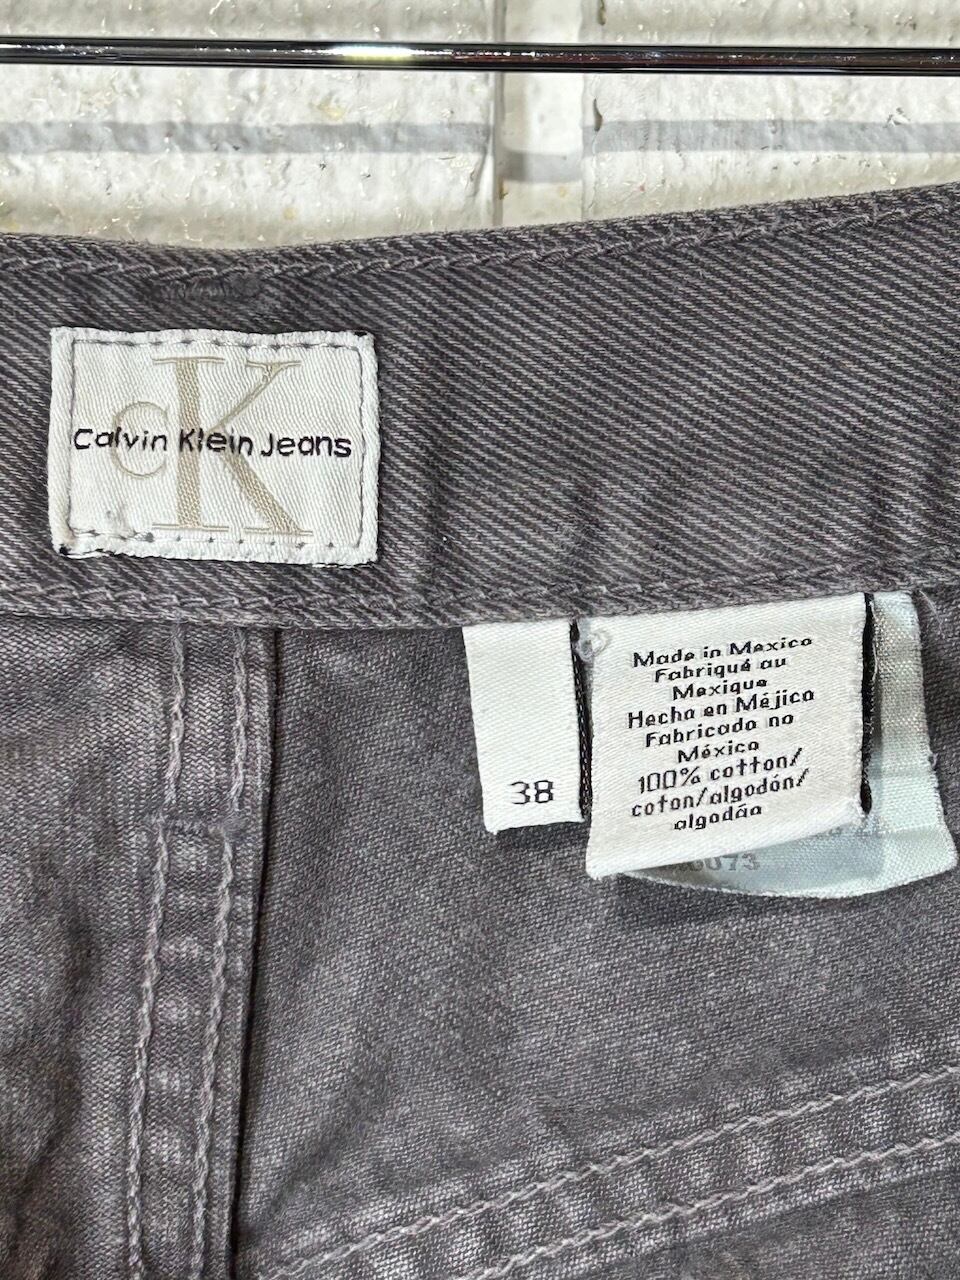 CK
Calvin Klein Jeans
38
Made in Mexico
Fabriqué au
Mexique
Hecho en Méjico
Fabricado no
México
100% cotton/
coton/algodón/
algodão